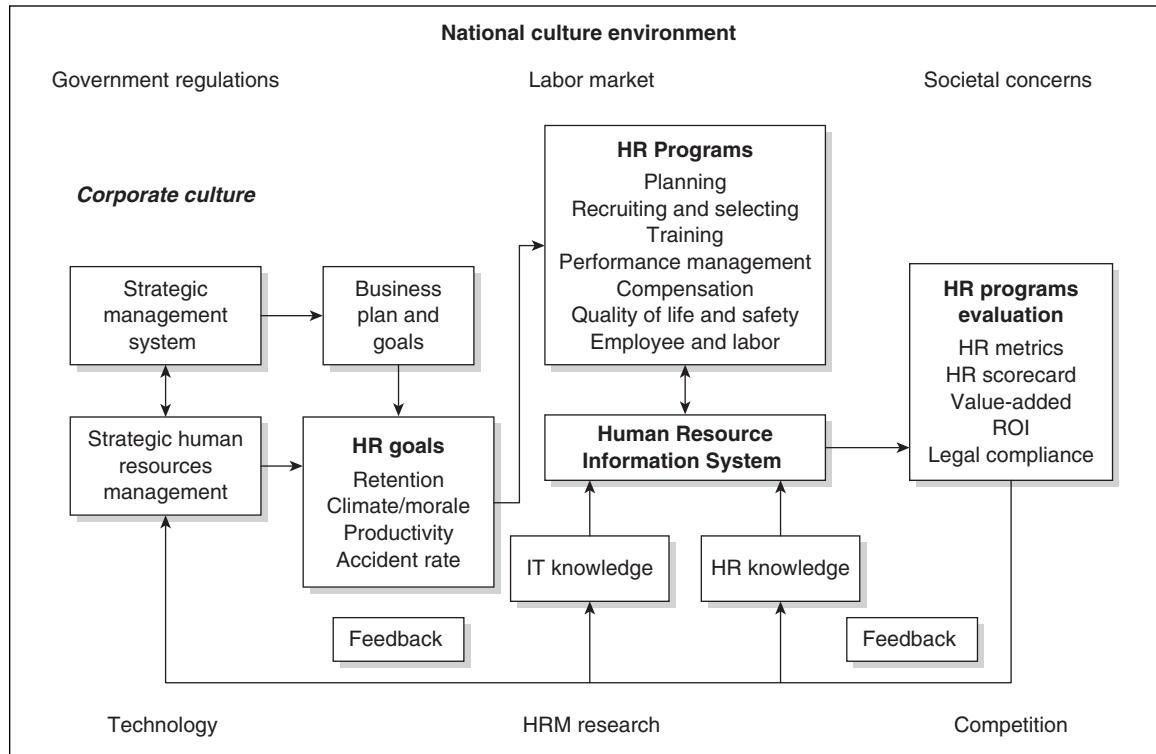 National culture environment
Government regulations
Labor market
Societal concerns
HR Programs
Planning
Recruiting and selecting
Training
Performance management
Compensation
Quality of life and safety
Employee and labor
Corporate culture
Strategic
management
system
Business
plan and
goals
HR programs
evaluation
HR metrics
HR scorecard
Value-added
ROI
Legal compliance
Strategic human
resources
management
HR goals
Retention
Climate/morale
Productivity
Accident rate
Human Resource
Information System
IT knowledge
HR knowledge
Feedback
Feedback
Technology
HRM research
Competition